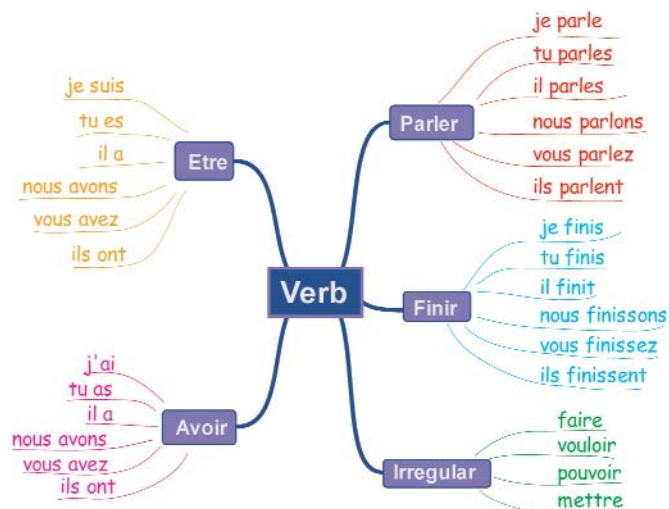 Verb
Etre
je suis
tu es
il a
nous avons
vous avez
ils ont
Avoir
j'ai
tu as
il a
nous avons
vous avez
ils ont
Parler
je parle
tu parles
il parles
nous parlons
vous parlez
ils parlent
Finir
je finis
tu finis
il finit
nous finissons
vous finissez
ils finissent
Irregular
faire
vouloir
pouvoir
mettre